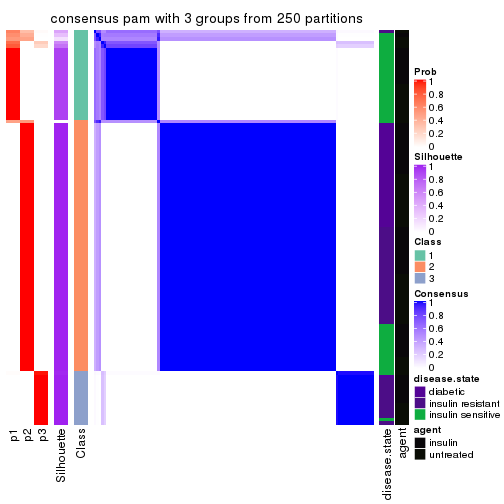 consensus pam with 3 groups from 250 partitions
p1
p2
p3
Silhouette
Class
disease.state
agent
Prob
1
0.8
0.6
0.4
0.2
0
Silhouette
1
0.8
0.6
0.4
0.2
0
Class
1
2
3
Consensus
1
0.8
0.6
0.4
0.2
0
disease.state
diabetic
insulin resistant
insulin sensitive
agent
insulin
untreated